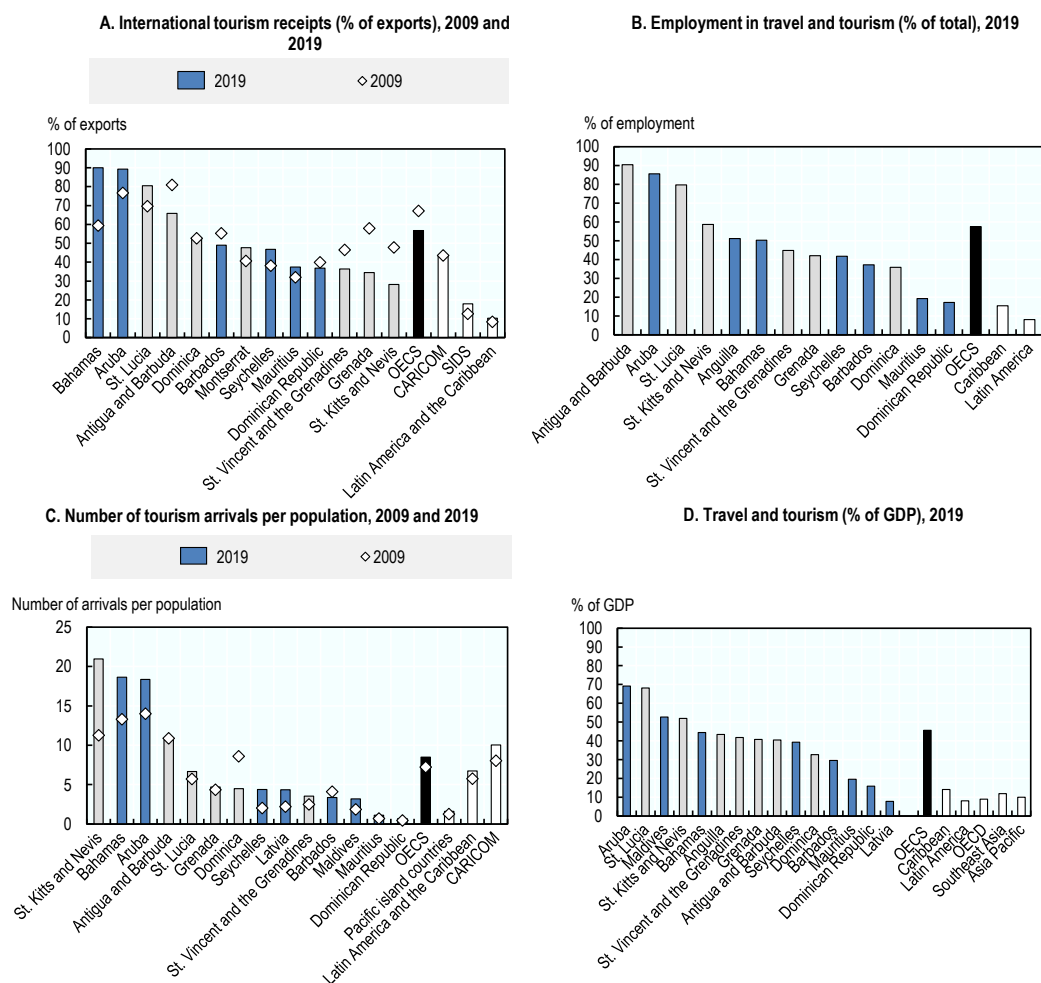 A. International tourism receipts (% of exports), 2009 and
2019
2019
2009
% of exports
100
90
80
70
60
50
40
30
20
10
0
Bahamas
Aruba
St. Lucia
Antigua and Barbuda
Dominica
Barbados
Montserrat
Seychelles
Mauritius
Dominican Republic
St. Vincent and the Grenadines
Grenada
St. Kitts and Nevis
OECS
CARICOM
SIDS
Latin America and the Caribbean
B. Employment in travel and tourism (% of total), 2019
% of employment
100
90
80
70
60
50
40
30
20
10
0
Antigua and Barbuda
Aruba
St. Lucia
St. Kitts and Nevis
Anguilla
Bahamas
St. Vincent and the Grenadines
Grenada
Seychelles
Barbados
Dominica
Mauritius
Dominican Republic
OECS
Caribbean
Latin America
C. Number of tourism arrivals per population, 2009 and 2019
2019
2009
Number of arrivals per population
25
20
15
10
5
0
St. Kitts and Nevis
Bahamas
Aruba
Antigua and Barbuda
St. Lucia
Grenada
Dominica
Seychelles
Latvia
St. Vincent and the Grenadines
Barbados
Maldives
Mauritius
Dominican Republic
OECS
Pacific island countries
Latin America and the Caribbean
CARICOM
D. Travel and tourism (% of GDP), 2019
% of GDP
100
90
80
70
60
50
40
30
20
10
0
Aruba
St Lucia
Maldives
St. Kitts and Nevis
Bahamas
Anguilla
St. Vincent and the Grenadines
Grenada
Antigua and Barbuda
Seychelles
Dominica
Barbados
Mauritius
Dominican Republic
Latvia
OECS
Caribbean
Latin America
OECD
Southeast Asia
Asia Pacific